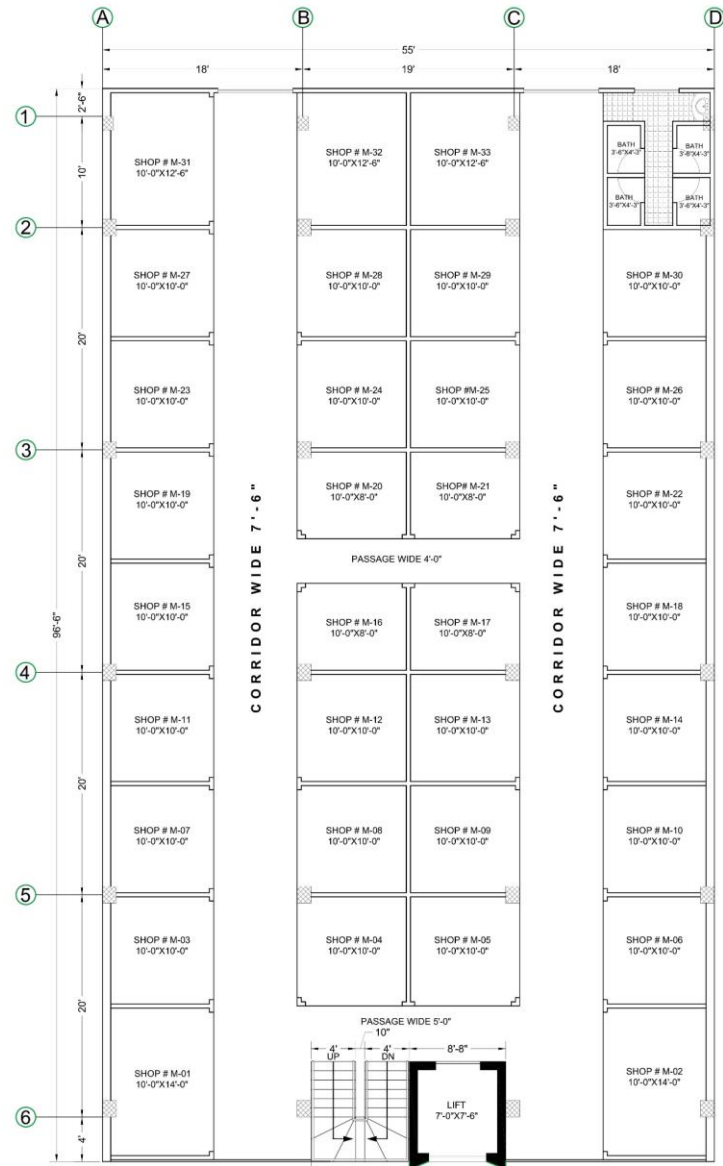 A
B
C
D
55'
18'
19'
18'
2'-6"
1
10'
2
20'
3
20'
4
20'
5
20'
6
4'
96'-6"
SHOP # M-31
10'-0"X12'-6"
SHOP # M-32
10'-0"X12'-6"
SHOP # M-33
10'-0"X12'-6"
BATH
3'-6"X4'-3"
BATH
3'-8"X4'-3"
BATH
3'-6"X4'-3"
BATH
3'-6"X4'-3"
SHOP # M-27
10'-0"X10'-0"
SHOP # M-28
10'-0"X10'-0"
SHOP # M-29
10'-0"X10'-0"
SHOP # M-30
10'-0"X10'-0"
SHOP # M-23
10'-0"X10'-0"
SHOP # M-24
10'-0"X10'-0"
SHOP #M-25
10'-0"X10'-0"
SHOP # M-26
10'-0"X10'-0"
SHOP # M-19
10'-0"X10'-0"
SHOP # M-20
10'-0"X8'-0"
SHOP# M-21
10'-0"X8'-0"
SHOP # M-22
10'-0"X10'-0"
CORRIDOR WIDE 7'-6"
PASSAGE WIDE 4'-0"
CORRIDOR WIDE 7'-6"
SHOP # M-15
10'-0"X10'-0"
SHOP # M-16
10'-0"X8'-0"
SHOP # M-17
10'-0"X8'-0"
SHOP # M-18
10'-0"X10'-0"
SHOP # M-11
10'-0"X10'-0"
SHOP # M-12
10'-0"X10'-0"
SHOP # M-13
10'-0"X10'-0"
SHOP # M-14
10'-0"X10'-0"
SHOP # M-07
10'-0"X10'-0"
SHOP # M-08
10'-0"X10'-0"
SHOP # M-09
10'-0"X10'-0"
SHOP # M-10
10'-0"X10'-0"
SHOP # M-03
10'-0"X10'-0"
SHOP # M-04
10'-0"X10'-0"
SHOP # M-05
10'-0"X10'-0"
SHOP # M-06
10'-0"X10'-0"
PASSAGE WIDE 5'-0"
10"
4'
4'
8'-8"
UP
DN
SHOP # M-01
10'-0"X14'-0"
LIFT
7'-0"X7'-6"
SHOP # M-02
10'-0"X14'-0"